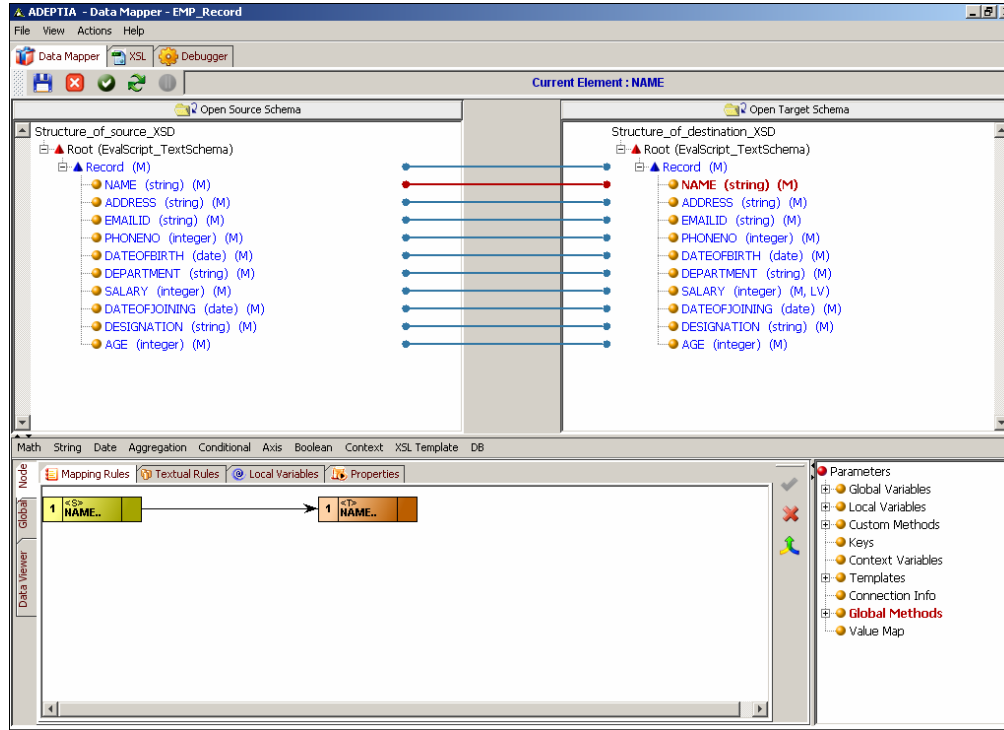 ADEPTIA - Data Mapper - EMP_Record
File View Actions Help
Data Mapper XSL Debugger
Current Element : NAME
Open Source Schema
Open Target Schema
Structure_of_source_XSD
Root (EvalScript_TextSchema)
Record (M)
NAME (string) (M)
ADDRESS (string) (M)
EMAILID (string) (M)
PHONENO (integer) (M)
DATEOFBIRTH (date) (M)
DEPARTMENT (string) (M)
SALARY (integer) (M)
DATEOFJOINING (date) (M)
DESIGNATION (string) (M)
AGE (integer) (M)
Structure_of_destination_XSD
Root (EvalScript_TextSchema)
Record (M)
NAME (string) (M)
ADDRESS (string) (M)
EMAILID (string) (M)
PHONENO (integer) (M)
DATEOFBIRTH (date) (M)
DEPARTMENT (string) (M)
SALARY (integer) (M, LV)
DATEOFJOINING (date) (M)
DESIGNATION (string) (M)
AGE (integer) (M)
Math String Date Aggregation Conditional Axis Boolean Context XSL Template DB
Node
Global
Data Viewer
Mapping Rules Textual Rules Local Variables Properties
1 <S> NAME..
1 <T> NAME..
Parameters
Global Variables
Local Variables
Custom Methods
Keys
Context Variables
Templates
Connection Info
Global Methods
Value Map